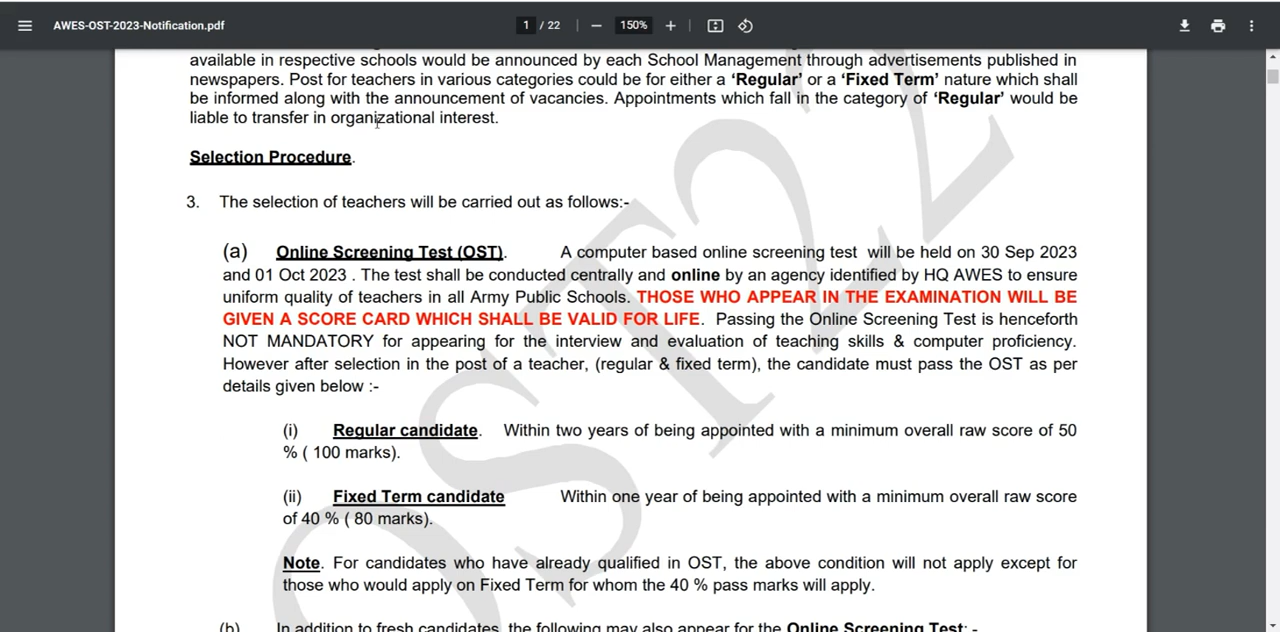 AWES-OST-2023-Notification.pdf 1 / 22 150%
available in respective schools would be announced by each School Management through advertisements published in
newspapers. Post for teachers in various categories could be for either a ‘Regular’ or a ‘Fixed Term’ nature which shall
be informed along with the announcement of vacancies. Appointments which fall in the category of ‘Regular’ would be
liable to transfer in organizational interest.
Selection Procedure.
3. The selection of teachers will be carried out as follows:-
(a) Online Screening Test (OST). A computer based online screening test will be held on 30 Sep 2023
and 01 Oct 2023 . The test shall be conducted centrally and online by an agency identified by HQ AWES to ensure
uniform quality of teachers in all Army Public Schools. THOSE WHO APPEAR IN THE EXAMINATION WILL BE
GIVEN A SCORE CARD WHICH SHALL BE VALID FOR LIFE. Passing the Online Screening Test is henceforth
NOT MANDATORY for appearing for the interview and evaluation of teaching skills & computer proficiency.
However after selection in the post of a teacher, (regular & fixed term), the candidate must pass the OST as per
details given below :-
(i) Regular candidate. Within two years of being appointed with a minimum overall raw score of 50
% ( 100 marks).
(ii) Fixed Term candidate Within one year of being appointed with a minimum overall raw score
of 40 % ( 80 marks).
Note. For candidates who have already qualified in OST, the above condition will not apply except for
those who would apply on Fixed Term for whom the 40 % pass marks will apply.
(b) In addition to fresh candidates, the following may also appear for the Online Screening Test: -
OST22